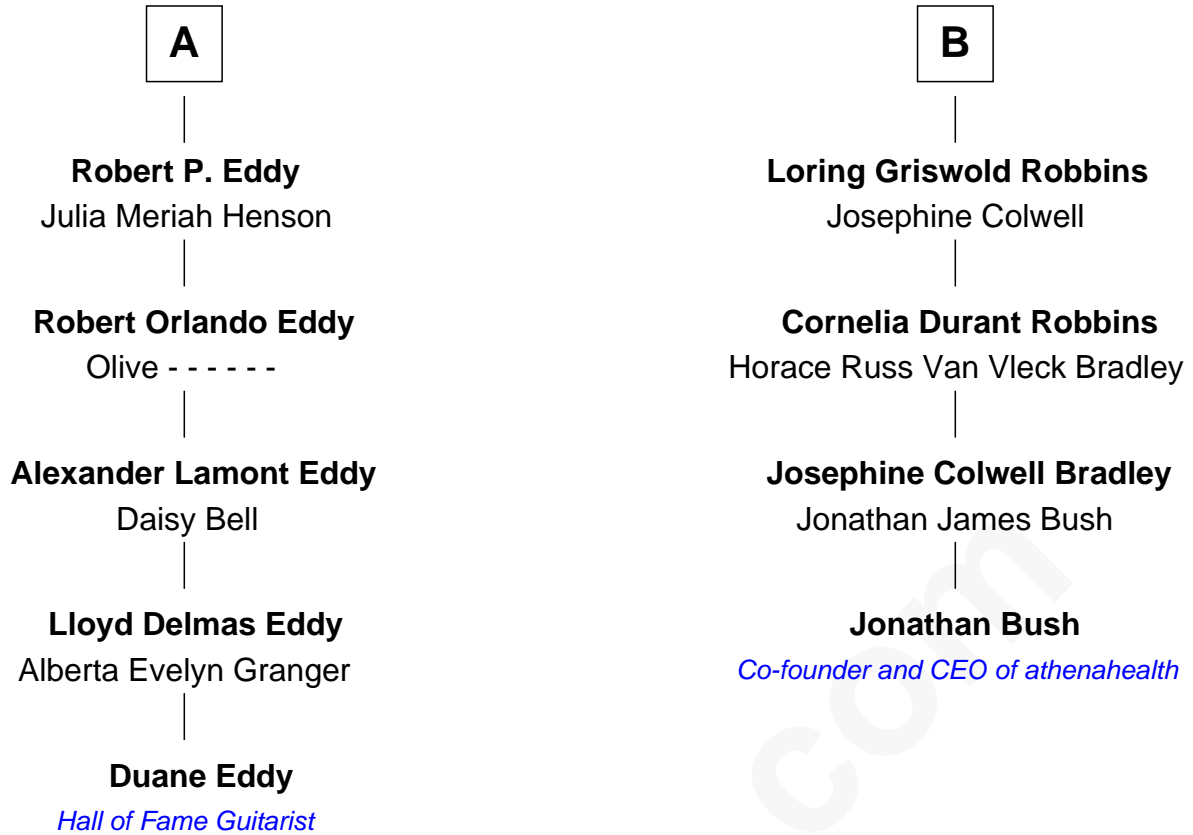 A
Robert P. Eddy
Julia Meriah Henson
Robert Orlando Eddy
Olive - - - - - -
Alexander Lamont Eddy
Daisy Bell
Lloyd Delmas Eddy
Alberta Evelyn Granger
Duane Eddy
Hall of Fame Guitarist
B
Loring Griswold Robbins
Josephine Colwell
Cornelia Durant Robbins
Horace Russ Van Vleck Bradley
Josephine Colwell Bradley
Jonathan James Bush
Jonathan Bush
Co-founder and CEO of athenahealth
com